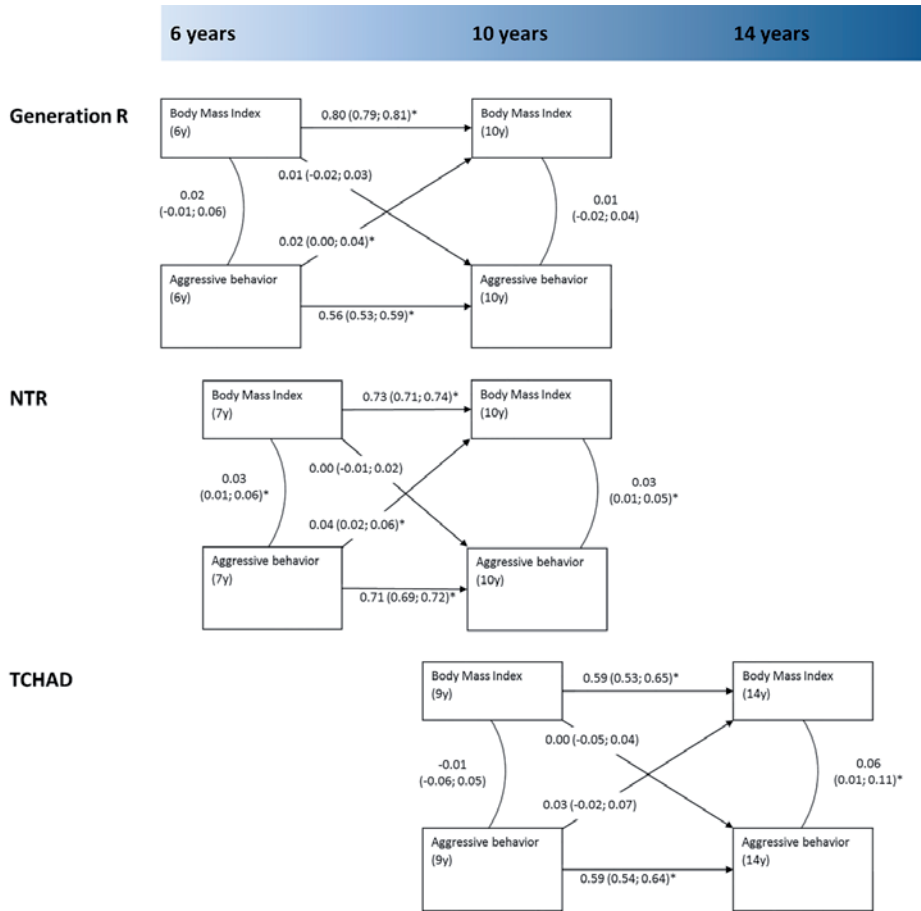 6 years 10 years 14 years
Generation R
Body Mass Index
(6y)
0.80 (0.79; 0.81)*
Body Mass Index
(10y)
0.01 (-0.02; 0.03)
0.02
(-0.01; 0.06)
0.01
(-0.02; 0.04)
0.02 (0.00; 0.04)*
Aggressive behavior
(6y)
Aggressive behavior
(10y)
0.56 (0.53; 0.59)*
NTR
Body Mass Index
(7y)
0.73 (0.71; 0.74)*
Body Mass Index
(10y)
0.00 (-0.01; 0.02)
0.03
(0.01; 0.06)*
0.03
(0.01; 0.05)*
0.04 (0.02; 0.06)*
Aggressive behavior
(7y)
Aggressive behavior
(10y)
0.71 (0.69; 0.72)*
TCHAD
Body Mass Index
(9y)
0.59 (0.53; 0.65)*
Body Mass Index
(14y)
0.00 (-0.05; 0.04)
-0.01
(-0.06; 0.05)
0.06
(0.01; 0.11)*
0.03 (-0.02; 0.07)
Aggressive behavior
(9y)
Aggressive behavior
(14y)
0.59 (0.54; 0.64)*